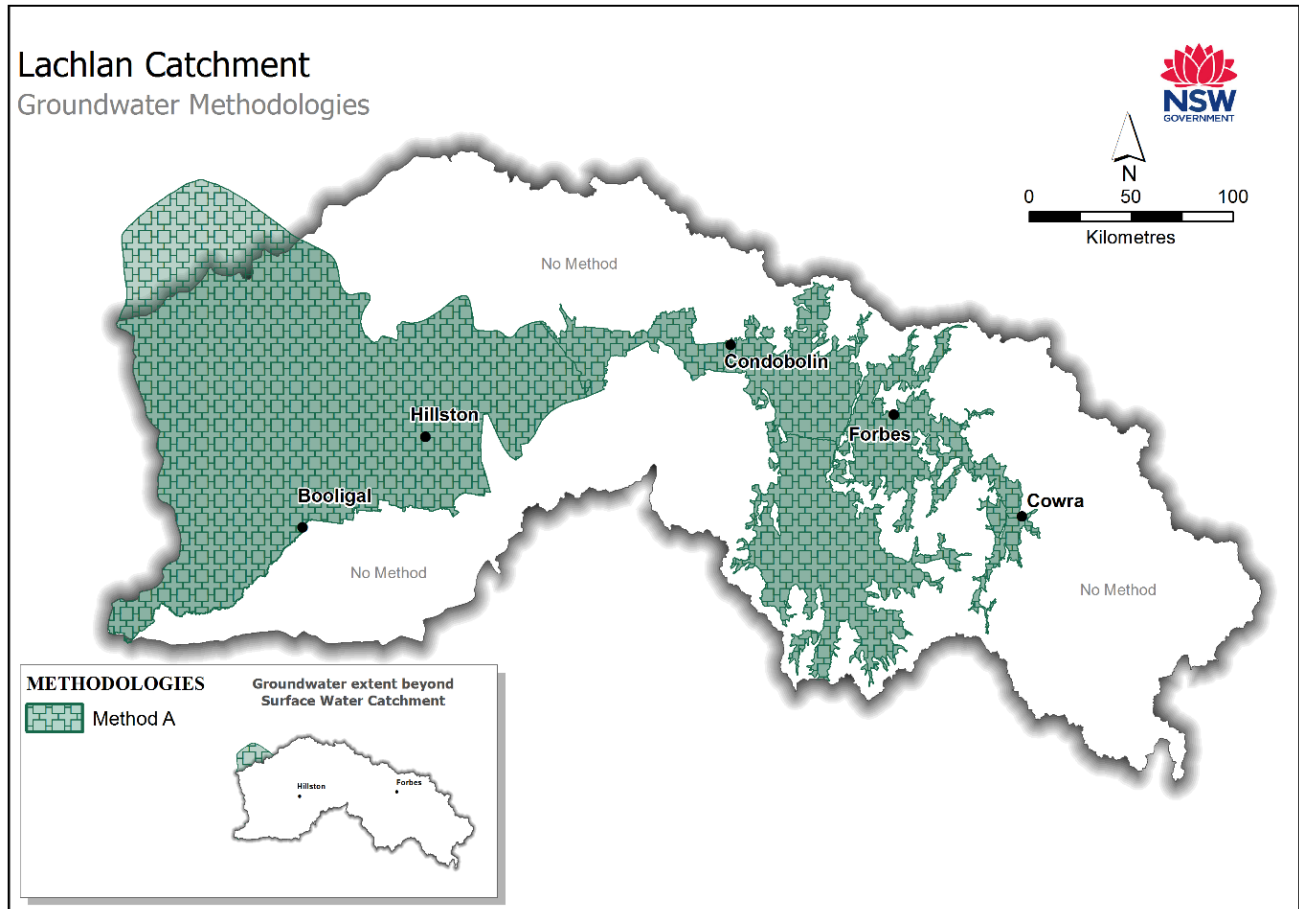 Lachlan Catchment
Groundwater Methodologies
NSW
GOVERNMENT
N
0 50 100
Kilometres
No Method
Condobolin
Hillston
Forbes
Booligal
Cowra
No Method
No Method
METHODOLOGIES
Method A
Groundwater extent beyond
Surface Water Catchment
Hillston
Forbes